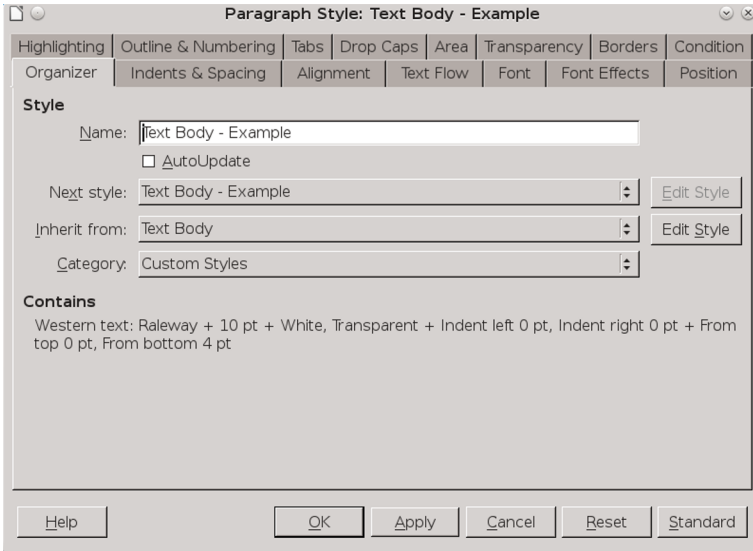 Paragraph Style: Text Body - Example
Highlighting Outline & Numbering Tabs Drop Caps Area Transparency Borders Condition
Organizer Indents & Spacing Alignment Text Flow Font Font Effects Position
Style
Name: Text Body - Example
AutoUpdate
Next style: Text Body - Example Edit Style
Inherit from: Text Body Edit Style
Category: Custom Styles
Contains
Western text: Raleway + 10 pt + White, Transparent + Indent left 0 pt, Indent right 0 pt + From
top 0 pt, From bottom 4 pt
Help OK Apply Cancel Reset Standard